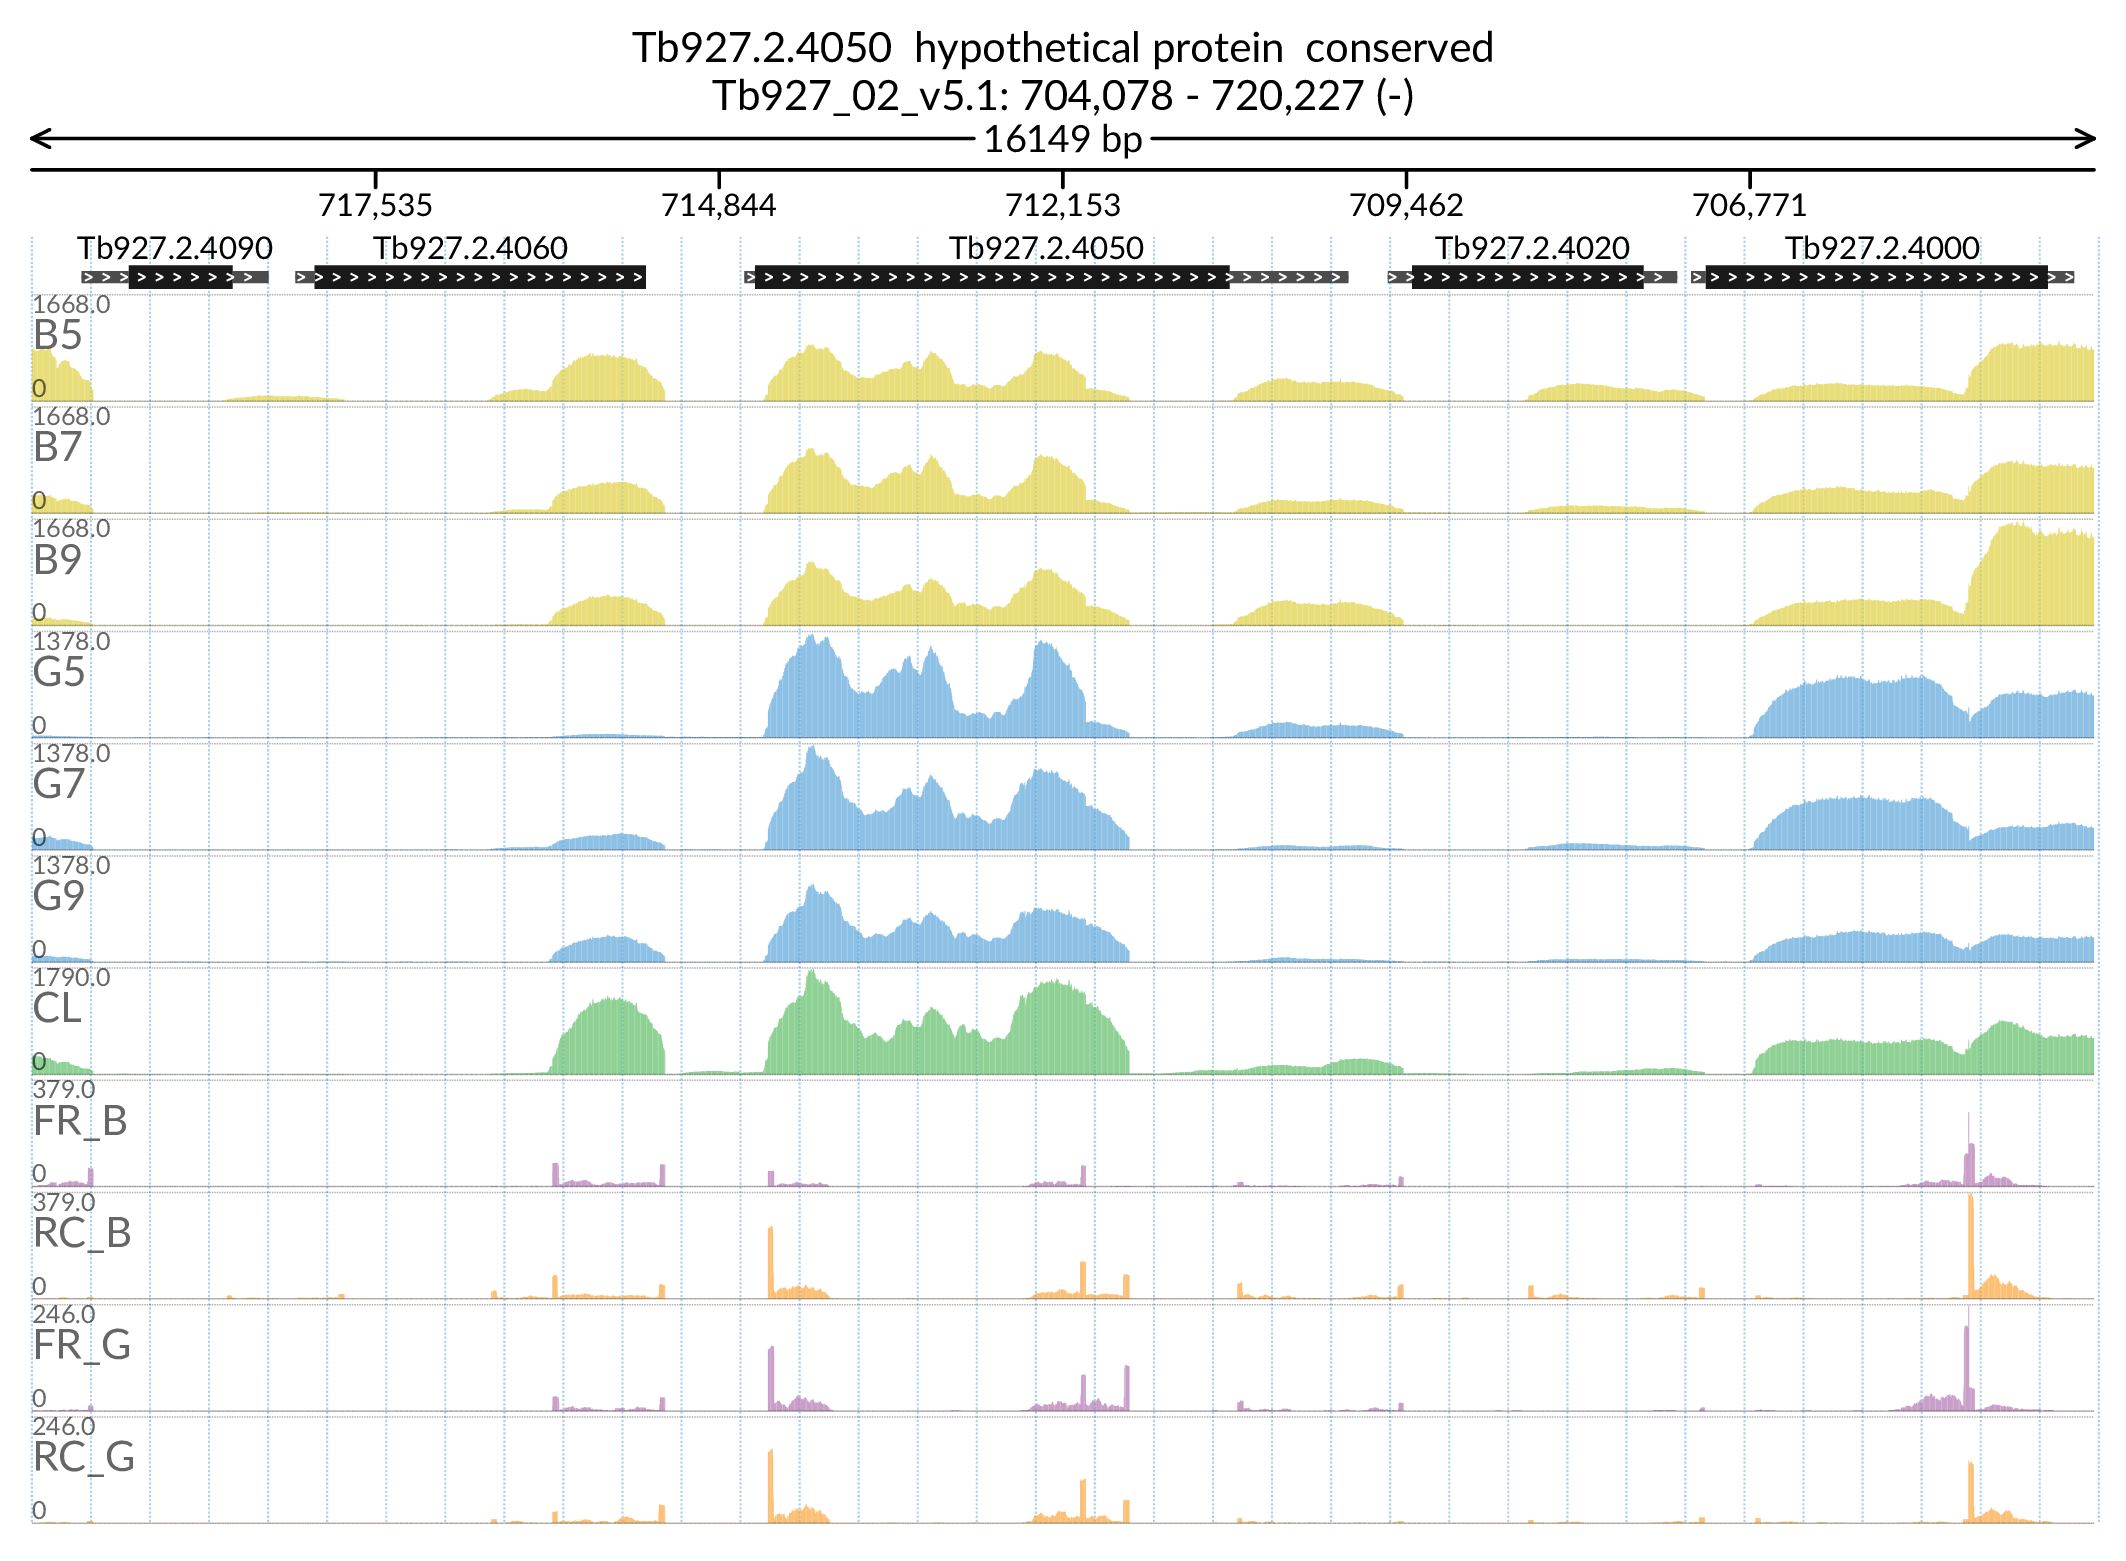 Tb927.2.4050 hypothetical protein conserved
Tb927_02_v5.1: 704,078 - 720,227 (-)
16149 bp
717,535 714,844 712,153 709,462 706,771
Tb927.2.4090 Tb927.2.4060 Tb927.2.4050 Tb927.2.4020 Tb927.2.4000
1668.0
B5
0
1668.0
B7
0
1668.0
B9
0
1378.0
G5
0
1378.0
G7
0
1378.0
G9
0
1790.0
CL
0
379.0
FR_B
0
379.0
RC_B
0
246.0
FR_G
0
246.0
RC_G
0